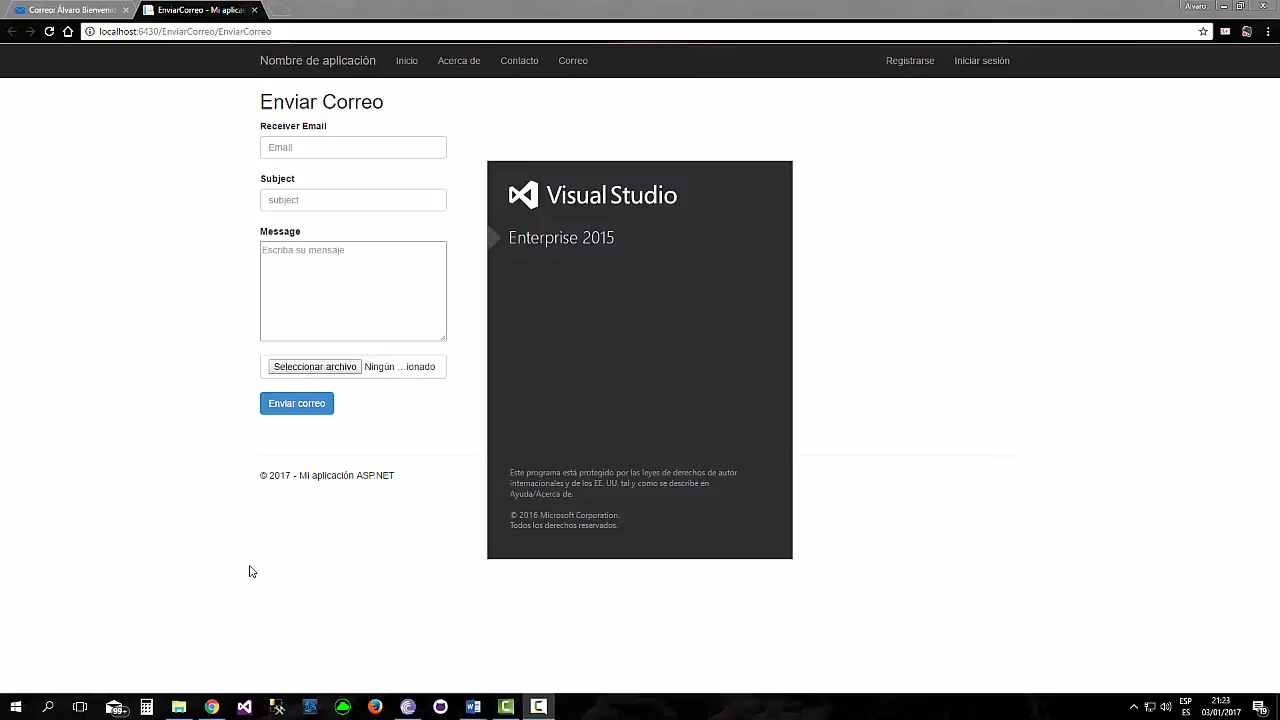 Correo: Álvaro Bienvenid
EnviarCorreo - Mi aplicac
Alvaro
localhost:6430/EnviarCorreo/EnviarCorreo
Nombre de aplicación
Inicio
Acerca de
Contacto
Correo
Registrarse
Iniciar sesión
Enviar Correo
Receiver Email
Email
Subject
subject
Message
Escriba su mensaje
Seleccionar archivo
Ningún ...ionado
Enviar correo
© 2017 - Mi aplicación ASP.NET
Visual Studio
Enterprise 2015
Este programa está protegido por las leyes de derechos de autor
internacionales y de los EE. UU. tal y como se describe en
Ayuda/Acerca de.
© 2016 Microsoft Corporation.
Todos los derechos reservados.
99+
ESP
ES
21:23
03/01/2017